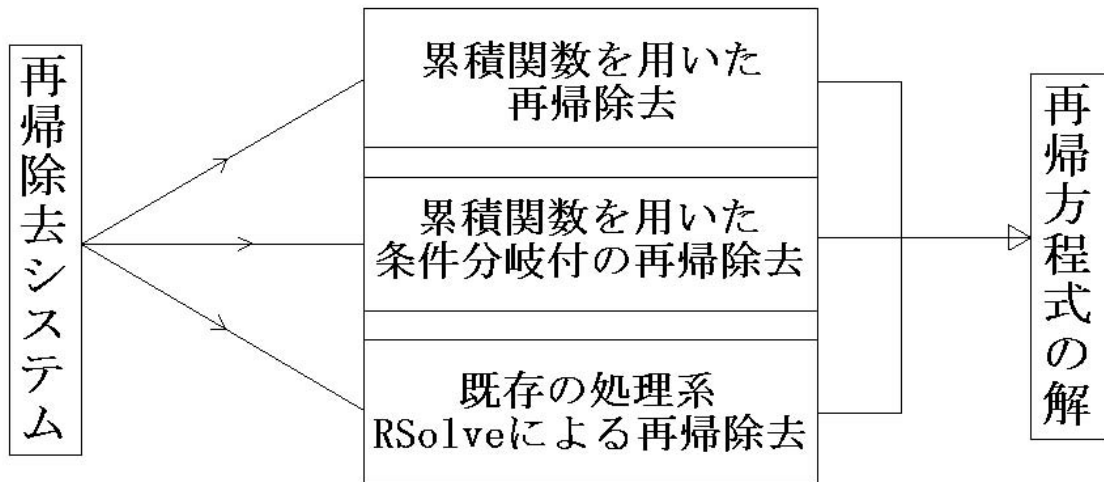 再帰除去システム
累積関数を用いた
再帰除去
累積関数を用いた
条件分岐付の再帰除去
既存の処理系
RSolveによる再帰除去
再帰方程式の解